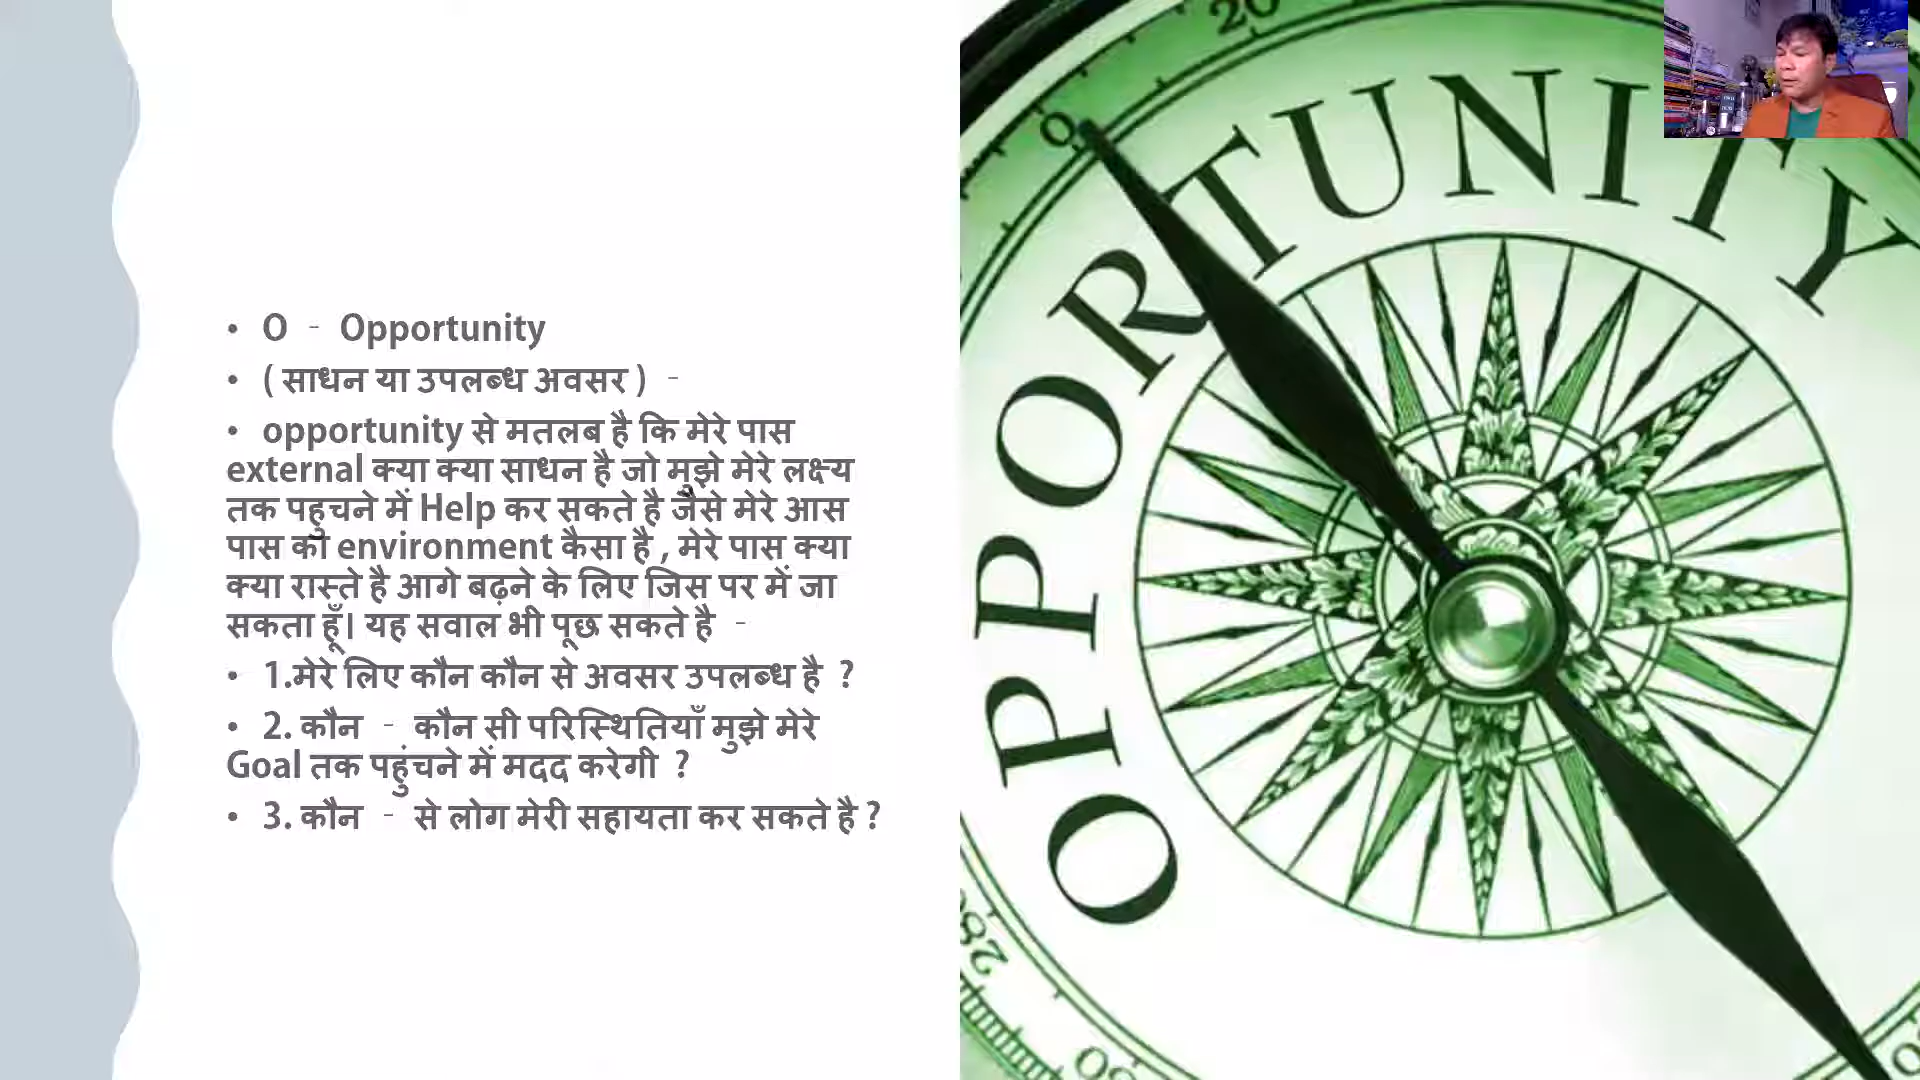 • O - Opportunity
• ( साधन या उपलब्ध अवसर ) -
• opportunity से मतलब है कि मेरे पास
external क्या क्या साधन है जो मुझे मेरे लक्ष्य
तक पहुचने में Help कर सकते है जैसे मेरे आस
पास का environment कैसा है , मेरे पास क्या
क्या रास्ते है आगे बढ़ने के लिए जिस पर में जा
सकता हूँ। यह सवाल भी पूछ सकते है -
• 1.मेरे लिए कौन कौन से अवसर उपलब्ध है ?
• 2. कौन - कौन सी परिस्थितियाँ मुझे मेरे
Goal तक पहुंचने में मदद करेगी ?
• 3. कौन - से लोग मेरी सहायता कर सकते है ?
OPPORTUNITY
20
0